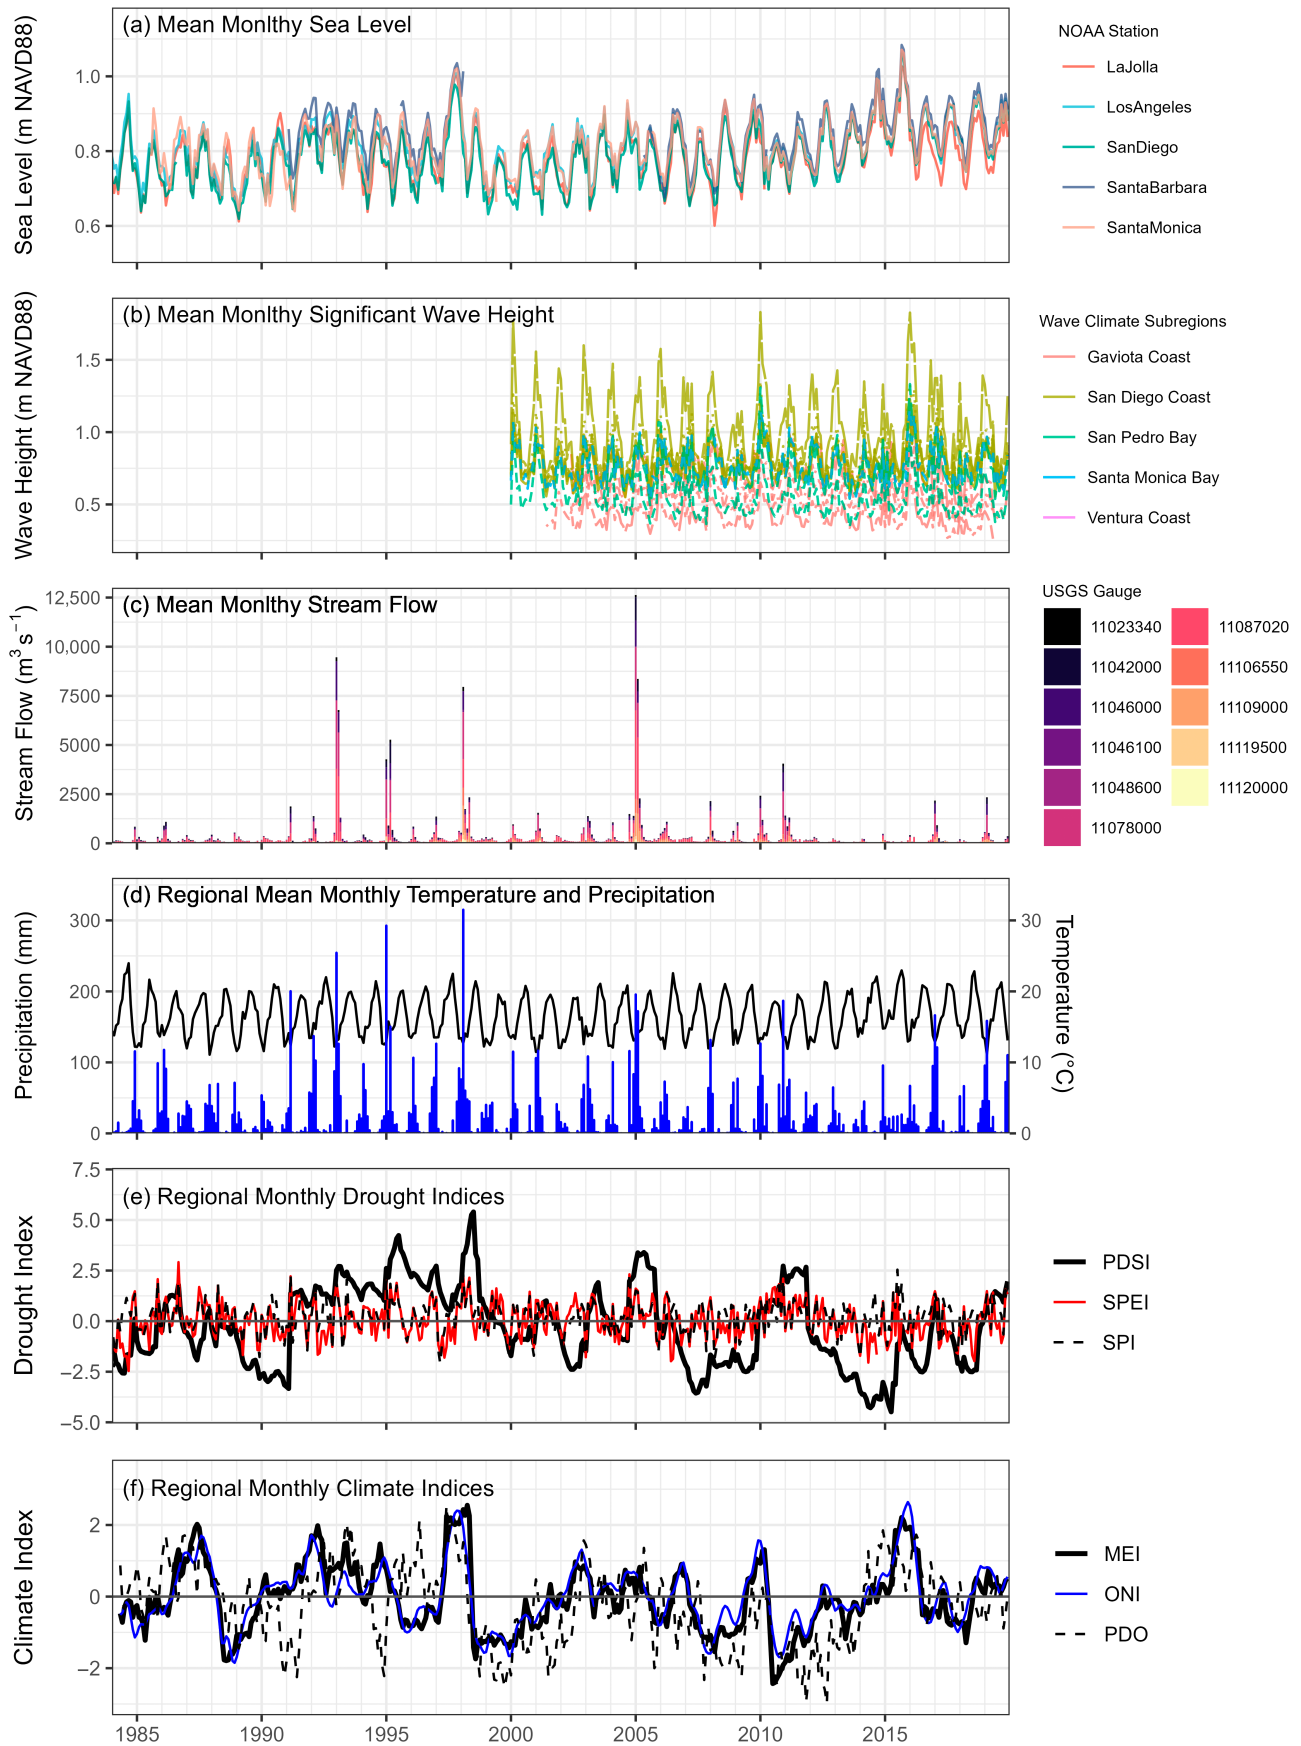 (a) Mean Monlthy Sea Level
Sea Level (m NAVD88)
1.0
0.8
0.6
NOAA Station
LaJolla
LosAngeles
SanDiego
SantaBarbara
SantaMonica
(b) Mean Monlthy Significant Wave Height
Wave Height (m NAVD88)
1.5
1.0
0.5
Wave Climate Subregions
Gaviota Coast
San Diego Coast
San Pedro Bay
Santa Monica Bay
Ventura Coast
(c) Mean Monlthy Stream Flow
Stream Flow (m³ s⁻¹)
12,500
10,000
7500
5000
2500
0
USGS Gauge
11023340
11042000
11046000
11046100
11048600
11078000
11087020
11106550
11109000
11119500
11120000
(d) Regional Mean Monthly Temperature and Precipitation
Precipitation (mm)
300
200
100
0
30
20
10
0
Temperature (°C)
(e) Regional Monthly Drought Indices
Drought Index
7.5
5.0
2.5
0.0
−2.5
−5.0
PDSI
SPEI
SPI
(f) Regional Monthly Climate Indices
Climate Index
2
0
−2
MEI
ONI
PDO
1985 1990 1995 2000 2005 2010 2015